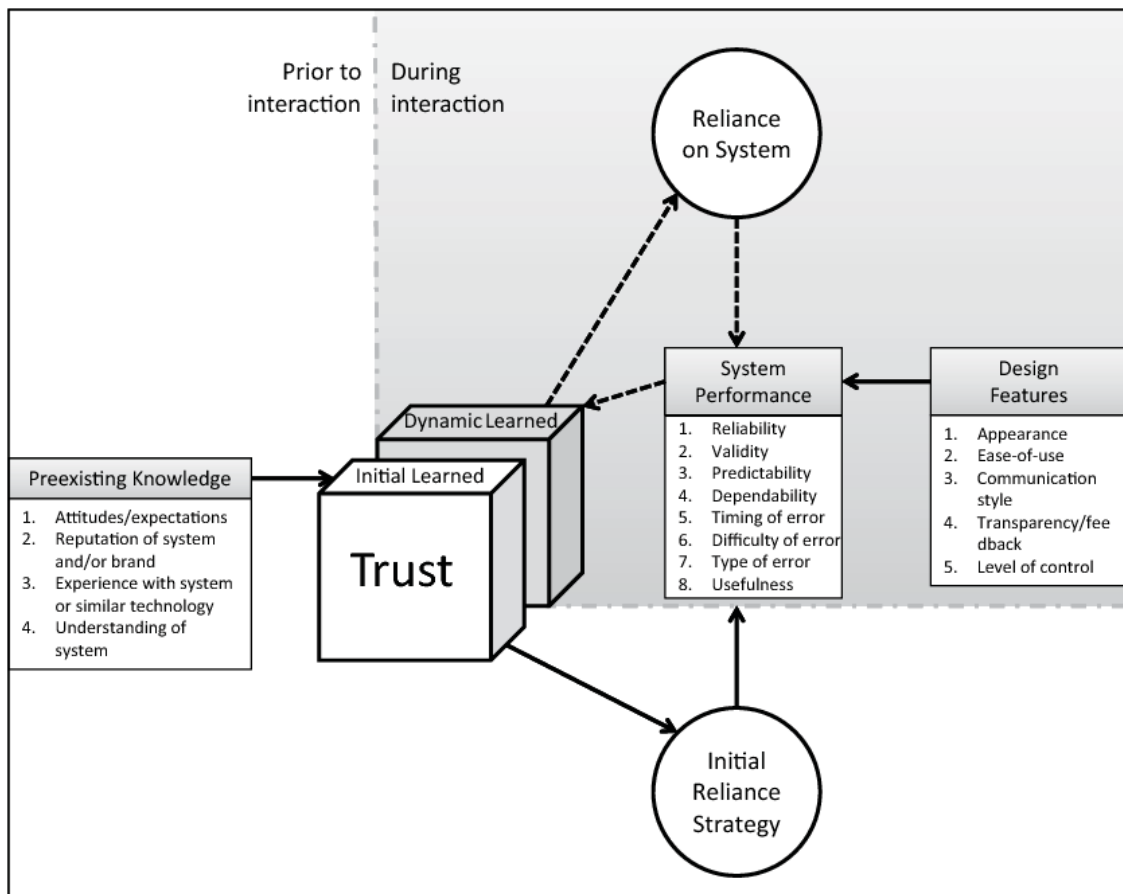 Prior to
interaction
During
interaction
Reliance
on System
System
Performance
1. Reliability
2. Validity
3. Predictability
4. Dependability
5. Timing of error
6. Difficulty of error
7. Type of error
8. Usefulness
Design
Features
1. Appearance
2. Ease-of-use
3. Communication
style
4. Transparency/fee
dback
5. Level of control
Dynamic Learned
Initial Learned
Trust
Preexisting Knowledge
1. Attitudes/expectations
2. Reputation of system
and/or brand
3. Experience with system
or similar technology
4. Understanding of
system
Initial
Reliance
Strategy